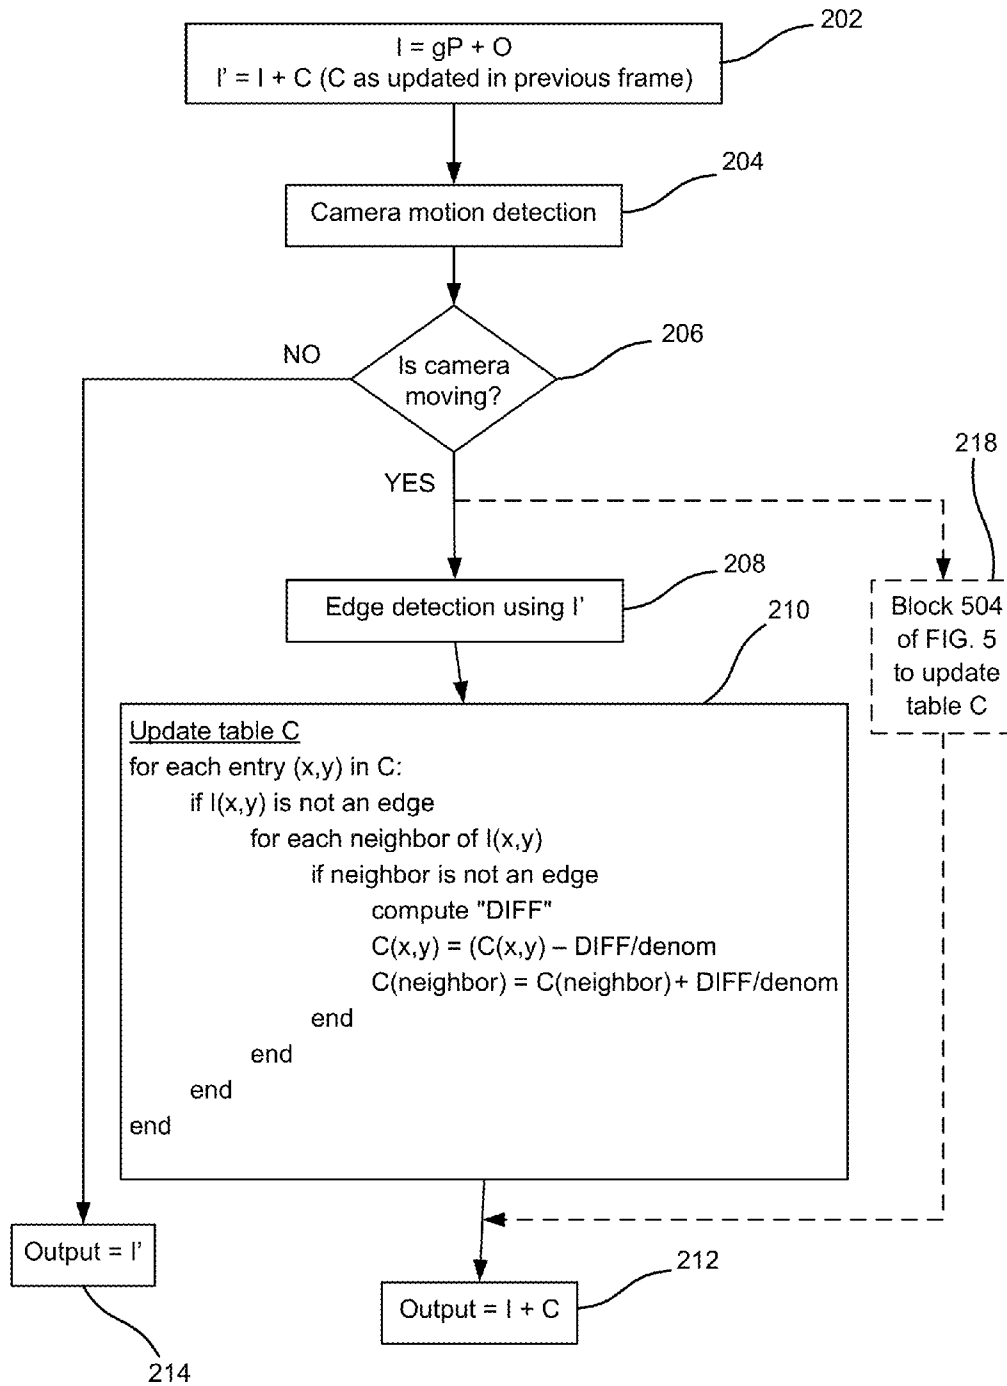 202
I = gP + O
I' = I + C (C as updated in previous frame)
204
Camera motion detection
206
NO
Is camera
moving?
YES
218
208
Edge detection using I'
210
Block 504
of FIG. 5
to update
table C
Update table C
for each entry (x,y) in C:
if I(x,y) is not an edge
for each neighbor of I(x,y)
if neighbor is not an edge
compute "DIFF"
C(x,y) = (C(x,y) – DIFF/denom
C(neighbor) = C(neighbor) + DIFF/denom
end
end
end
end
Output = I'
214
212
Output = I + C